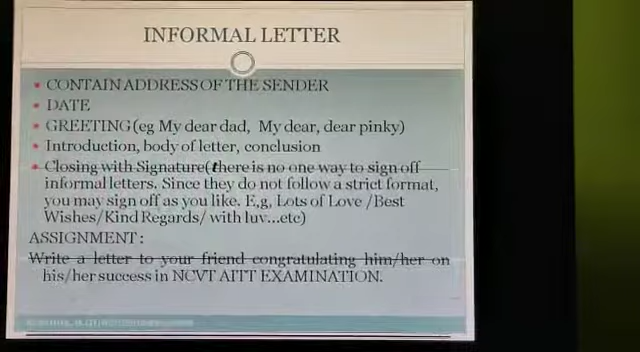 INFORMAL LETTER
• CONTAIN ADDRESS OF THE SENDER
• DATE
• GREETING(eg My dear dad,  My dear, dear pinky)
• Introduction, body of letter, conclusion
• Closing with Signature(there is no one way to sign off
informal letters. Since they do not follow a strict format,
you may sign off as you like. E,g, Lots of Love /Best
Wishes/Kind Regards/ with luv...etc)
ASSIGNMENT:
Write a letter to your friend congratulating him/her on
his/her success in NCVT AITT EXAMINATION.